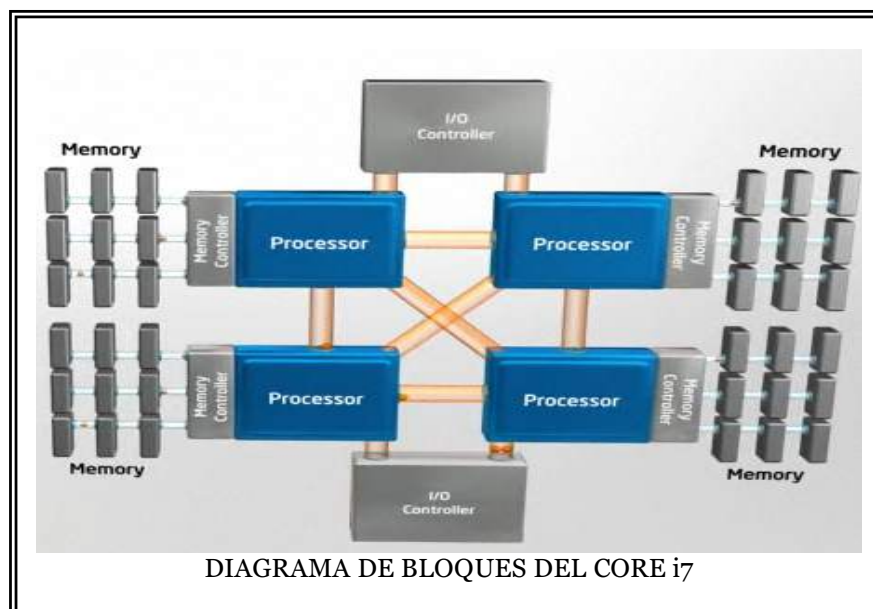 I/O
Controller
Memory
Memory
Memory
Controller
Processor
Processor
Memory
Controller
Memory
Controller
Processor
Processor
Memory
Controller
Memory
Memory
I/O
Controller
DIAGRAMA DE BLOQUES DEL CORE i7